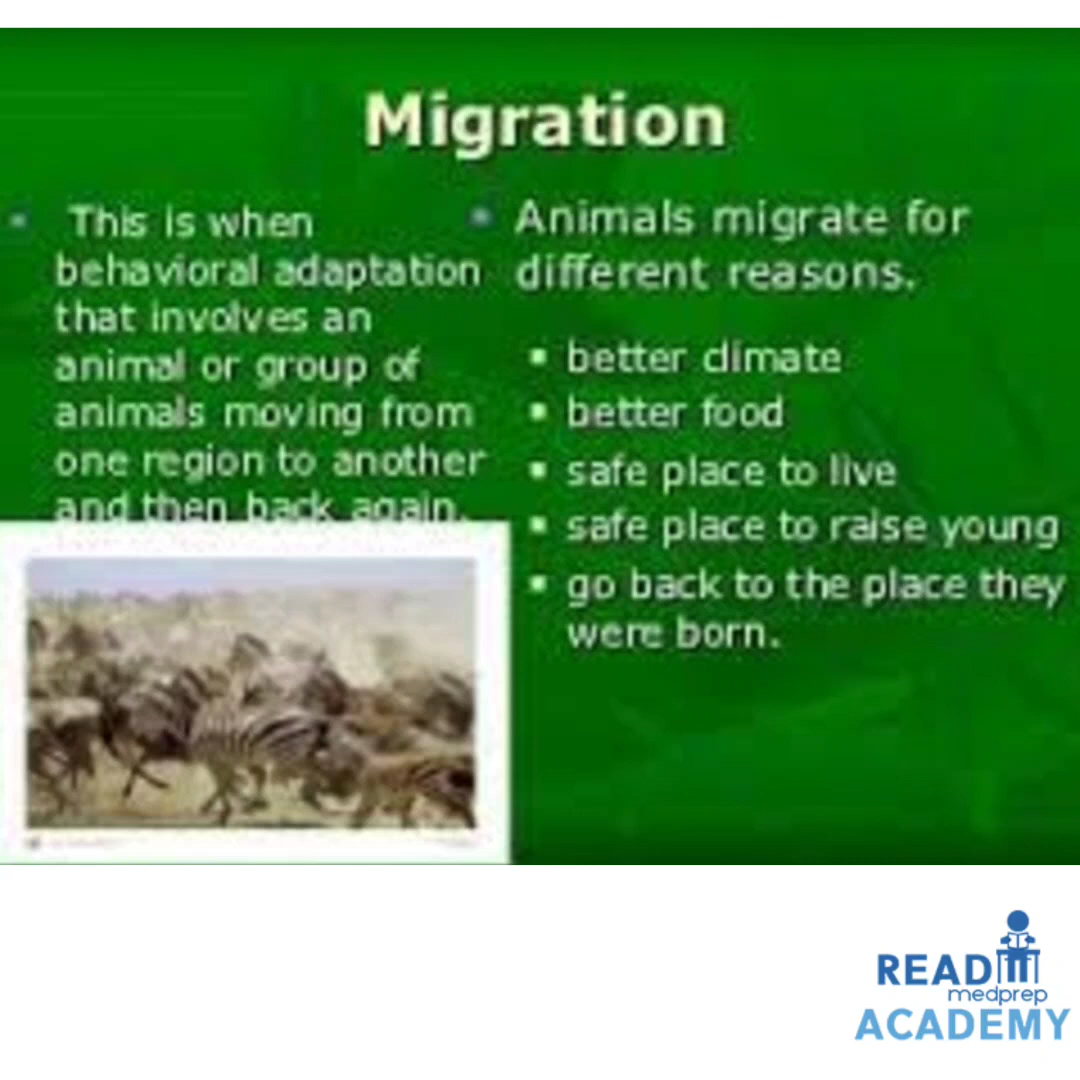 Migration
This is when
behavioral adaptation
that involves an
animal or group of
animals moving from
one region to another
and then back again.
Animals migrate for
different reasons.
better climate
better food
safe place to live
safe place to raise young
go back to the place they
were born.
READ
medprep
ACADEMY